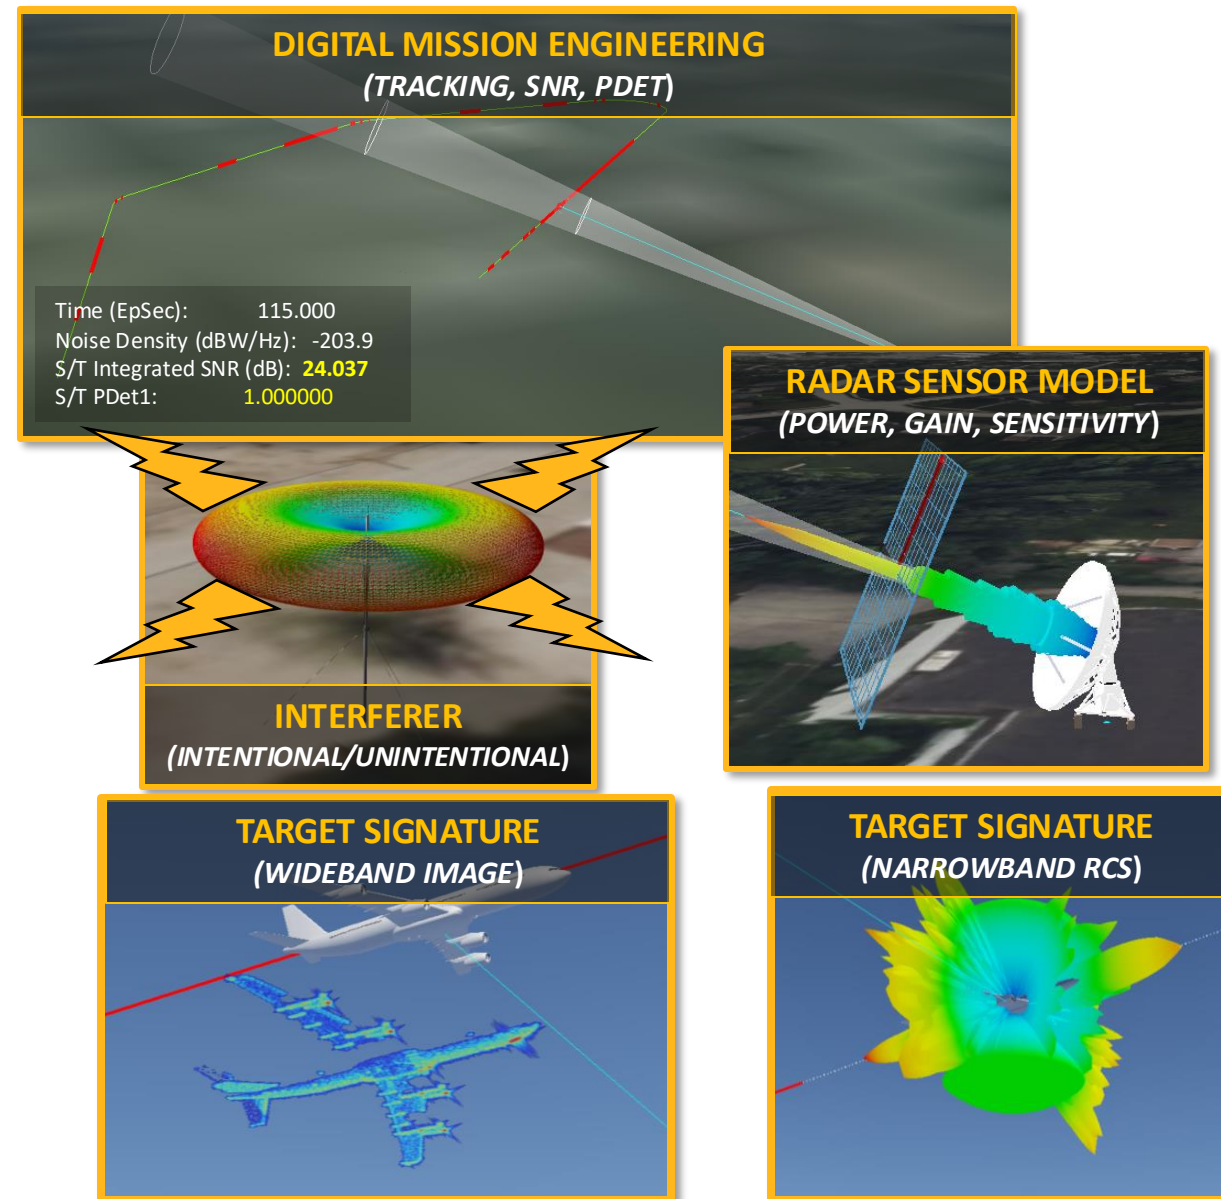 DIGITAL MISSION ENGINEERING
(TRACKING, SNR, PDET)
Time (EpSec): 115.000
Noise Density (dBW/Hz): -203.9
S/T Integrated SNR (dB): 24.037
S/T PDet1: 1.000000
RADAR SENSOR MODEL
(POWER, GAIN, SENSITIVITY)
INTERFERER
(INTENTIONAL/UNINTENTIONAL)
TARGET SIGNATURE
(WIDEBAND IMAGE)
TARGET SIGNATURE
(NARROWBAND RCS)